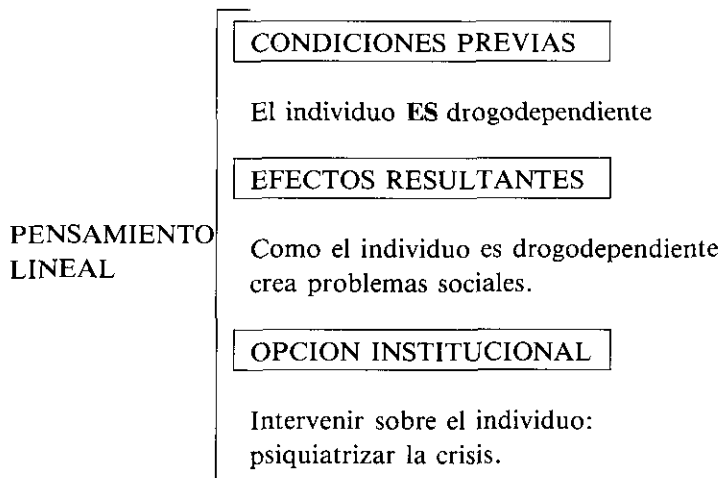 CONDICIONES PREVIAS
El individuo ES drogodependiente
EFECTOS RESULTANTES
PENSAMIENTO
LINEAL
Como el individuo es drogodependiente
crea problemas sociales.
OPCION INSTITUCIONAL
Intervenir sobre el individuo:
psiquiatrizar la crisis.